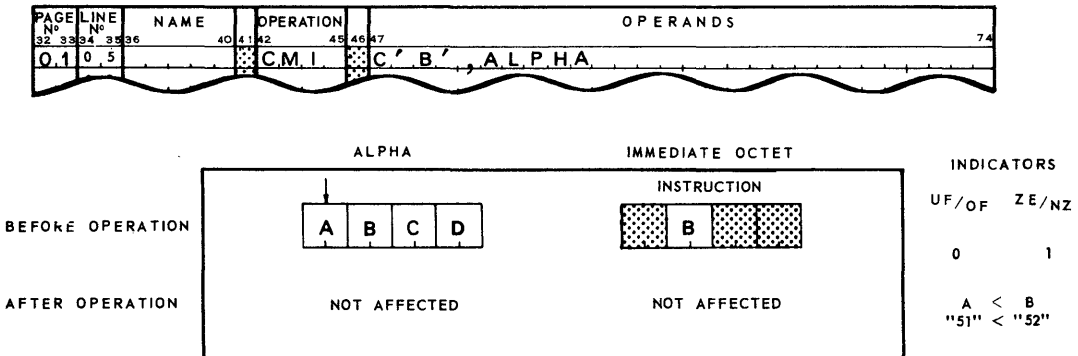 PAGE Nº LINE Nº NAME OPERATION OPERANDS
32 33 34 35 36 40 41 42 45 46 47 74
0.1 0 5 C.M.I C' B' , A.L.P.H.A
ALPHA IMMEDIATE OCTET INDICATORS
INSTRUCTION
UF/OF ZE/NZ
BEFORE OPERATION A B C D B
0 1
AFTER OPERATION NOT AFFECTED NOT AFFECTED A < B
"51" < "52"